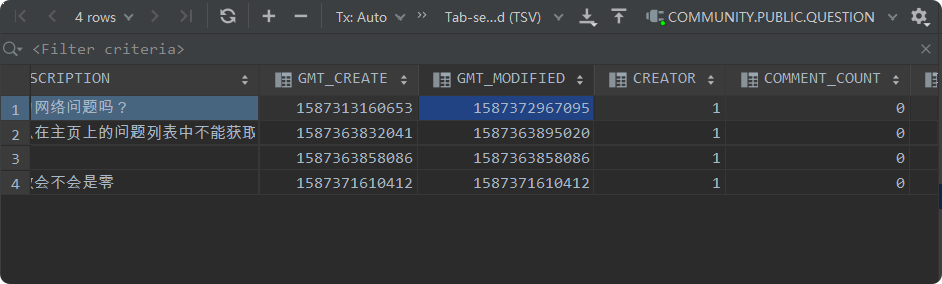 4 rows Tx: Auto Tab-se...d (TSV) COMMUNITY.PUBLIC.QUESTION
<Filter criteria>
SCRIPTION GMT_CREATE GMT_MODIFIED CREATOR COMMENT_COUNT
1 网络问题吗？ 1587313160653 1587372967095 1 0
2 在主页上的问题列表中不能获取 1587363832041 1587363895020 1 0
3 1587363858086 1587363858086 1 0
4 会不会是零 1587371610412 1587371610412 1 0